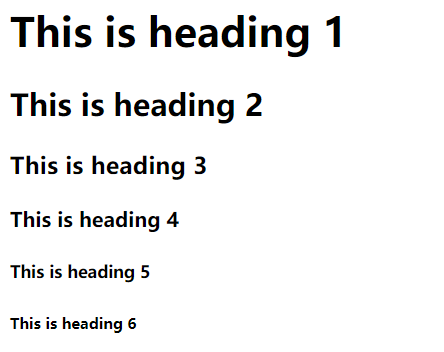 This is heading 1
This is heading 2
This is heading 3
This is heading 4
This is heading 5
This is heading 6